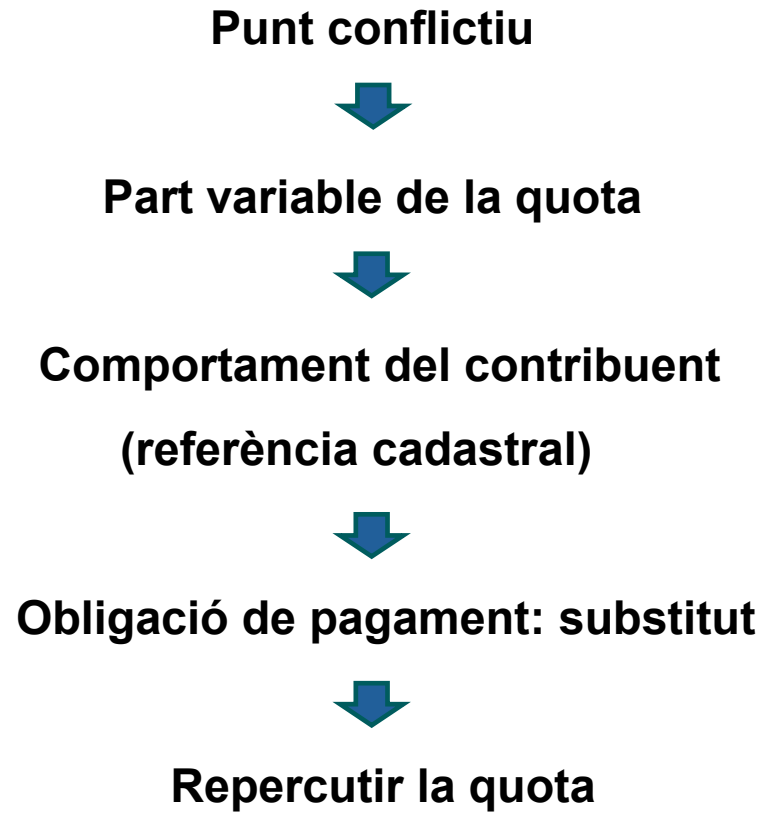 Punt conflictiu
Part variable de la quota
Comportament del contribuent
(referència cadastral)
Obligació de pagament: substitut
Repercutir la quota